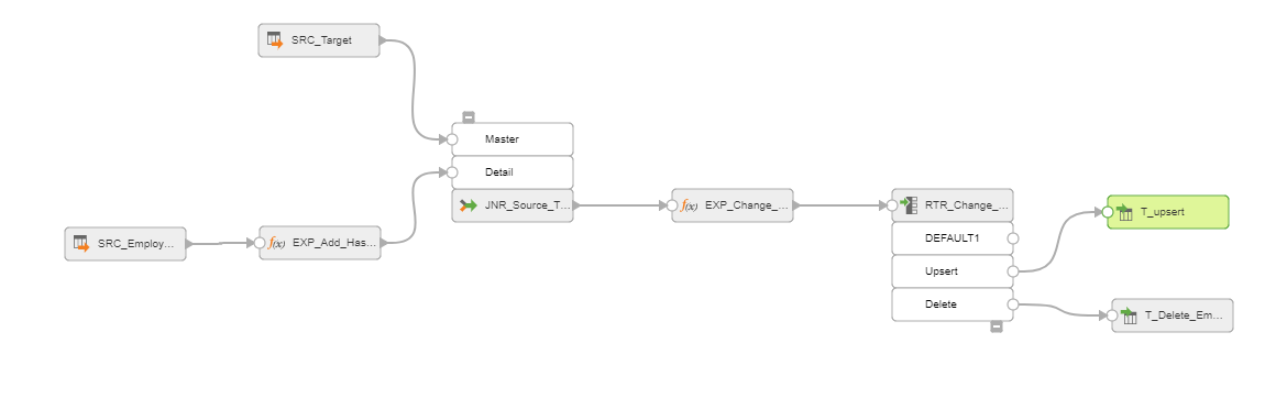 SRC_Target
Master
Detail
JNR_Source_T...
f(x) EXP_Change_...
RTR_Change_...
T_upsert
SRC_Employ...
f(x) EXP_Add_Has...
DEFAULT1
Upsert
Delete
T_Delete_Em...